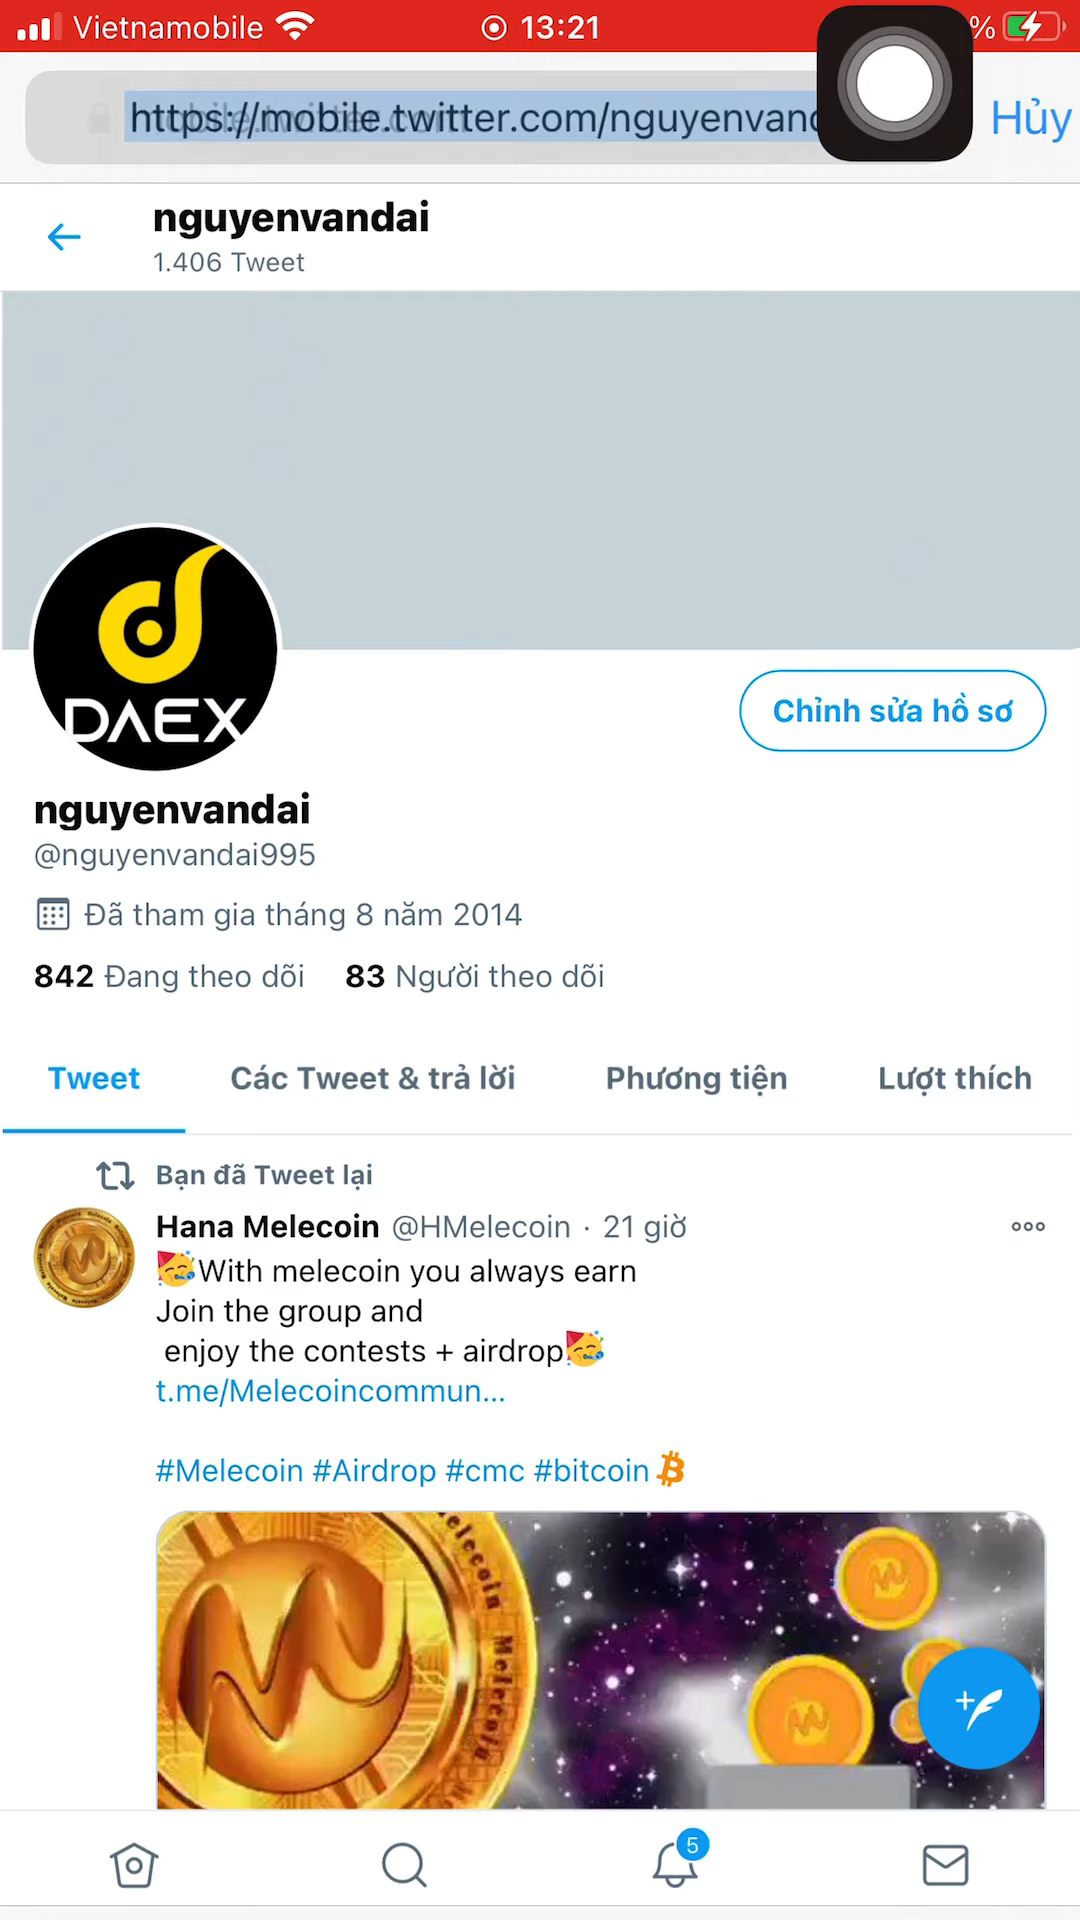 Vietnamobile 13:21 %
https://mobile.twitter.com/nguyenvand Hủy
nguyenvandai
1.406 Tweet
DAEX
Chỉnh sửa hồ sơ
nguyenvandai
@nguyenvandai995
Đã tham gia tháng 8 năm 2014
842 Đang theo dõi 83 Người theo dõi
Tweet Các Tweet & trả lời Phương tiện Lượt thích
Bạn đã Tweet lại
Hana Melecoin @HMelecoin · 21 giờ
🥳With melecoin you always earn
Join the group and
enjoy the contests + airdrop🥳
t.me/Melecoincommun...
#Melecoin #Airdrop #cmc #bitcoin
Melecoin
Melecoin
5